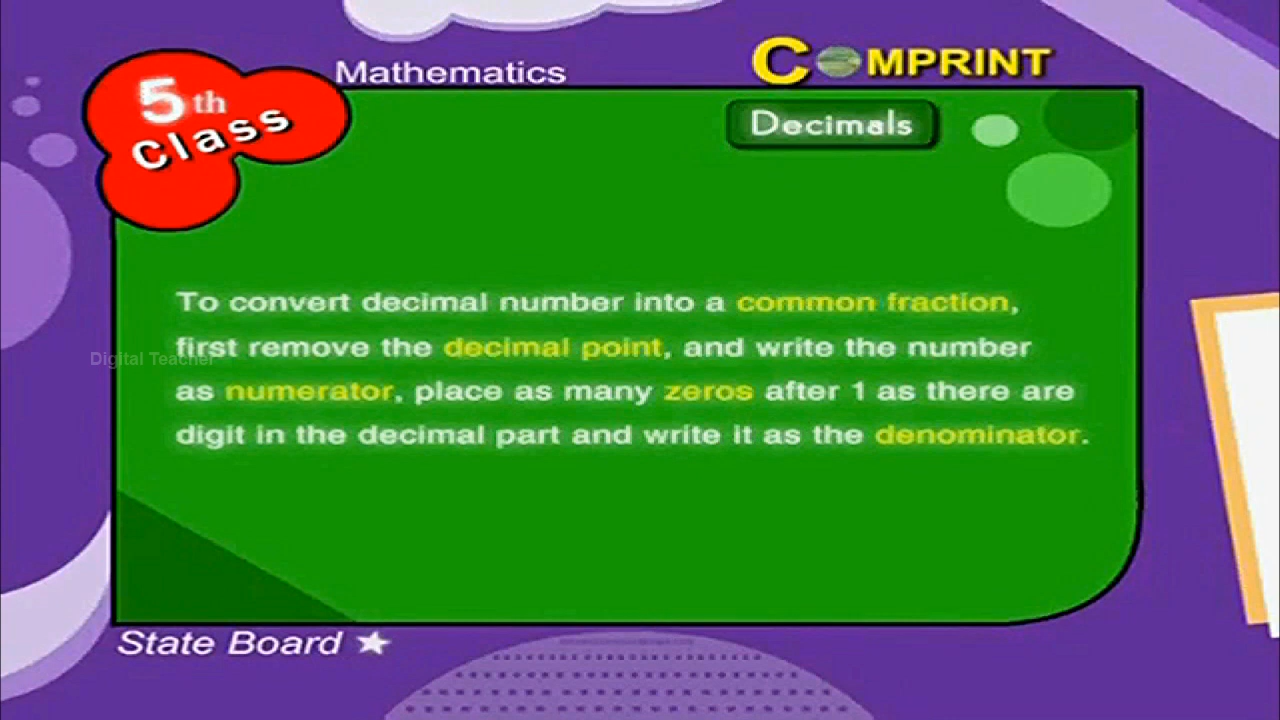 Mathematics
COMPRINT
5th
Class
Decimals
To convert decimal number into a common fraction,
first remove the decimal point, and write the number
Digital Teacher
as numerator, place as many zeros after 1 as there are
digit in the decimal part and write it as the denominator.
State Board